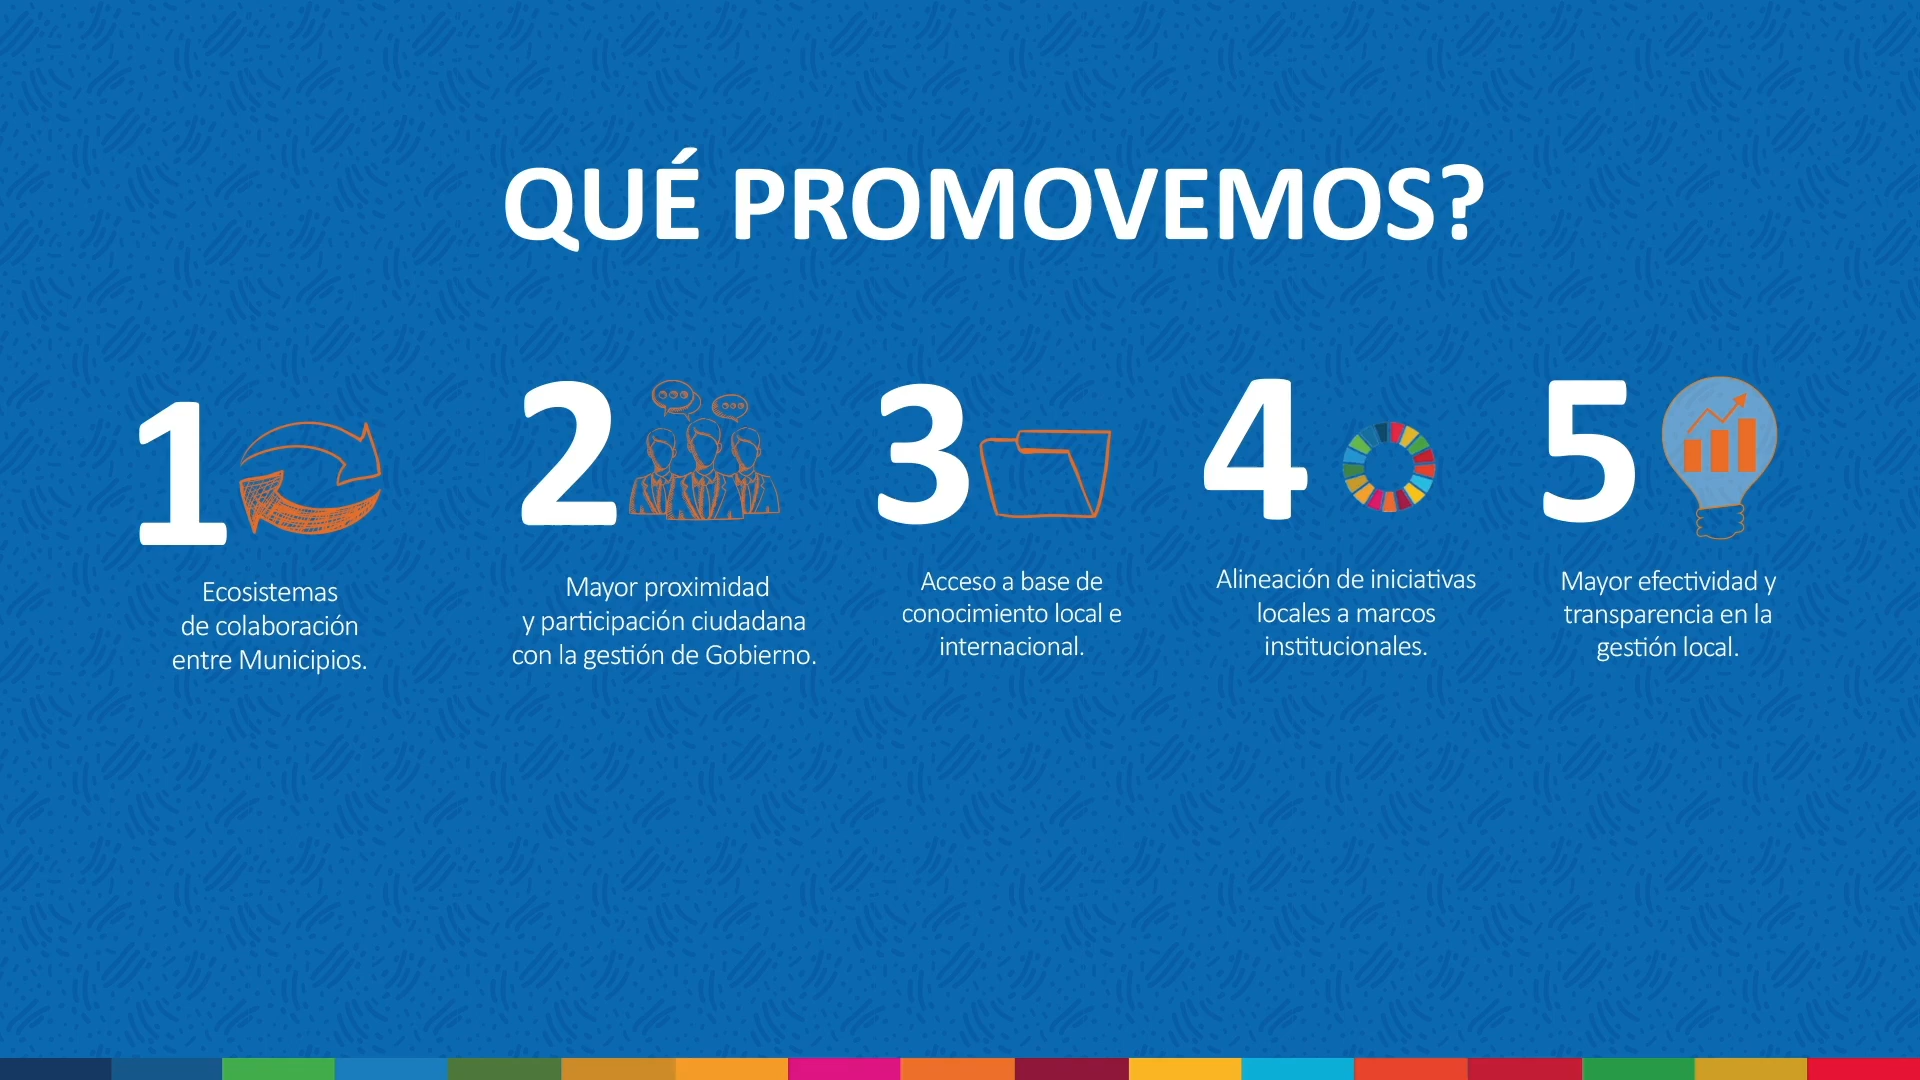 QUÉ PROMOVEMOS?
1
Ecosistemas
de colaboración
entre Municipios.
2
Mayor proximidad
y participación ciudadana
con la gestión de Gobierno.
3
Acceso a base de
conocimiento local e
internacional.
4
Alineación de iniciativas
locales a marcos
institucionales.
5
Mayor efectividad y
transparencia en la
gestión local.